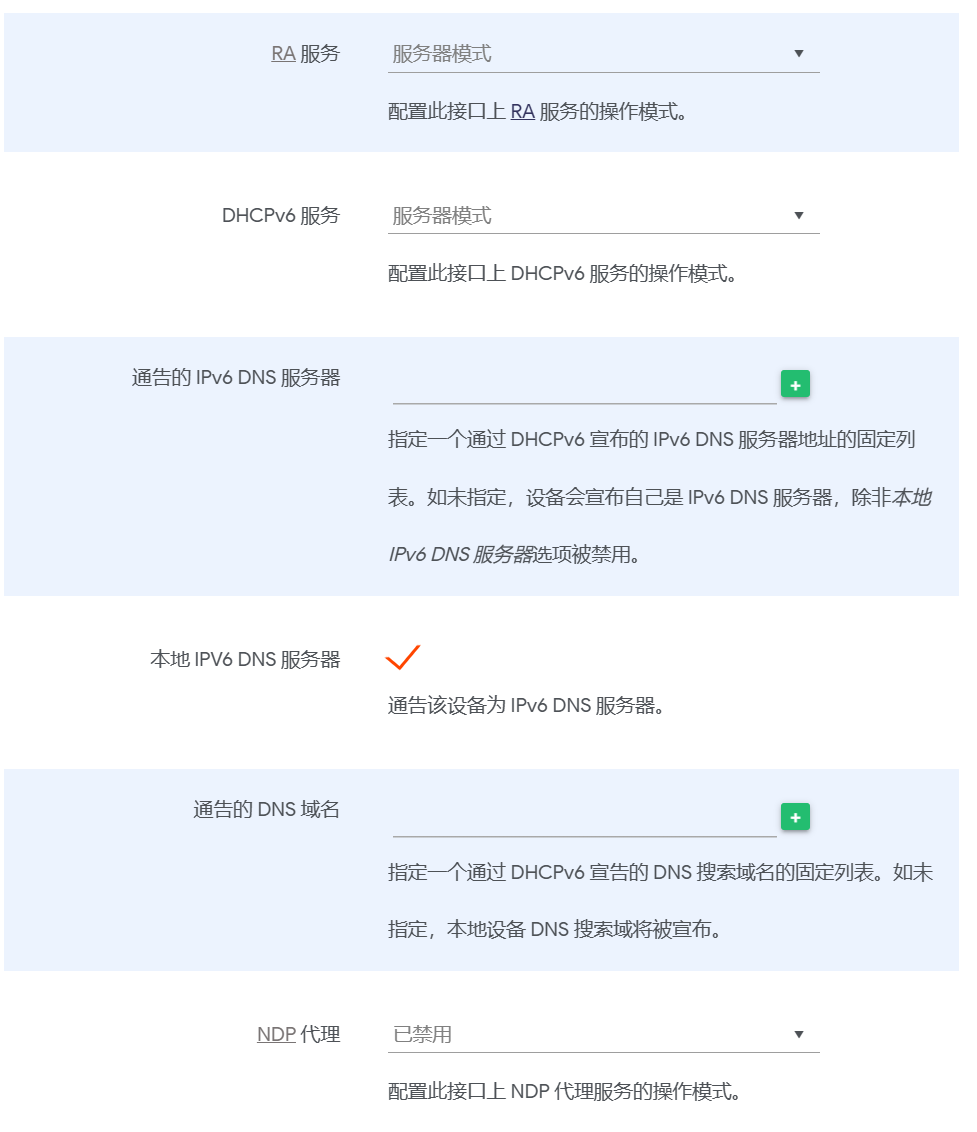 RA 服务
服务器模式
配置此接口上 RA 服务的操作模式。
DHCPv6 服务
服务器模式
配置此接口上 DHCPv6 服务的操作模式。
通告的 IPv6 DNS 服务器
+
指定一个通过 DHCPv6 宣布的 IPv6 DNS 服务器地址的固定列
表。如未指定，设备会宣布自己是 IPv6 DNS 服务器，除非本地
IPv6 DNS 服务器选项被禁用。
本地 IPV6 DNS 服务器
通告该设备为 IPv6 DNS 服务器。
通告的 DNS 域名
+
指定一个通过 DHCPv6 宣告的 DNS 搜索域名的固定列表。如未
指定，本地设备 DNS 搜索域将被宣布。
NDP 代理
已禁用
配置此接口上 NDP 代理服务的操作模式。